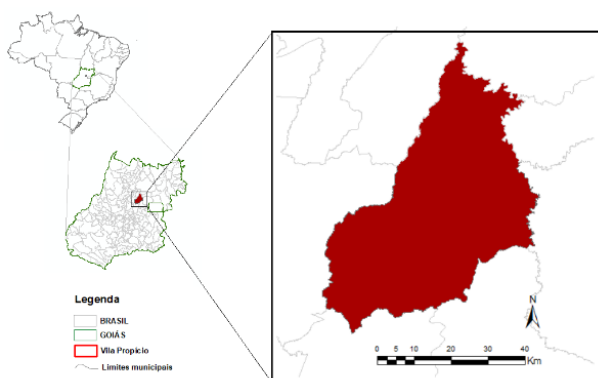 Legenda
BRASIL
GOIÁS
Vila Propício
Limites municipais
N
0 5 10 20 30 40
Km